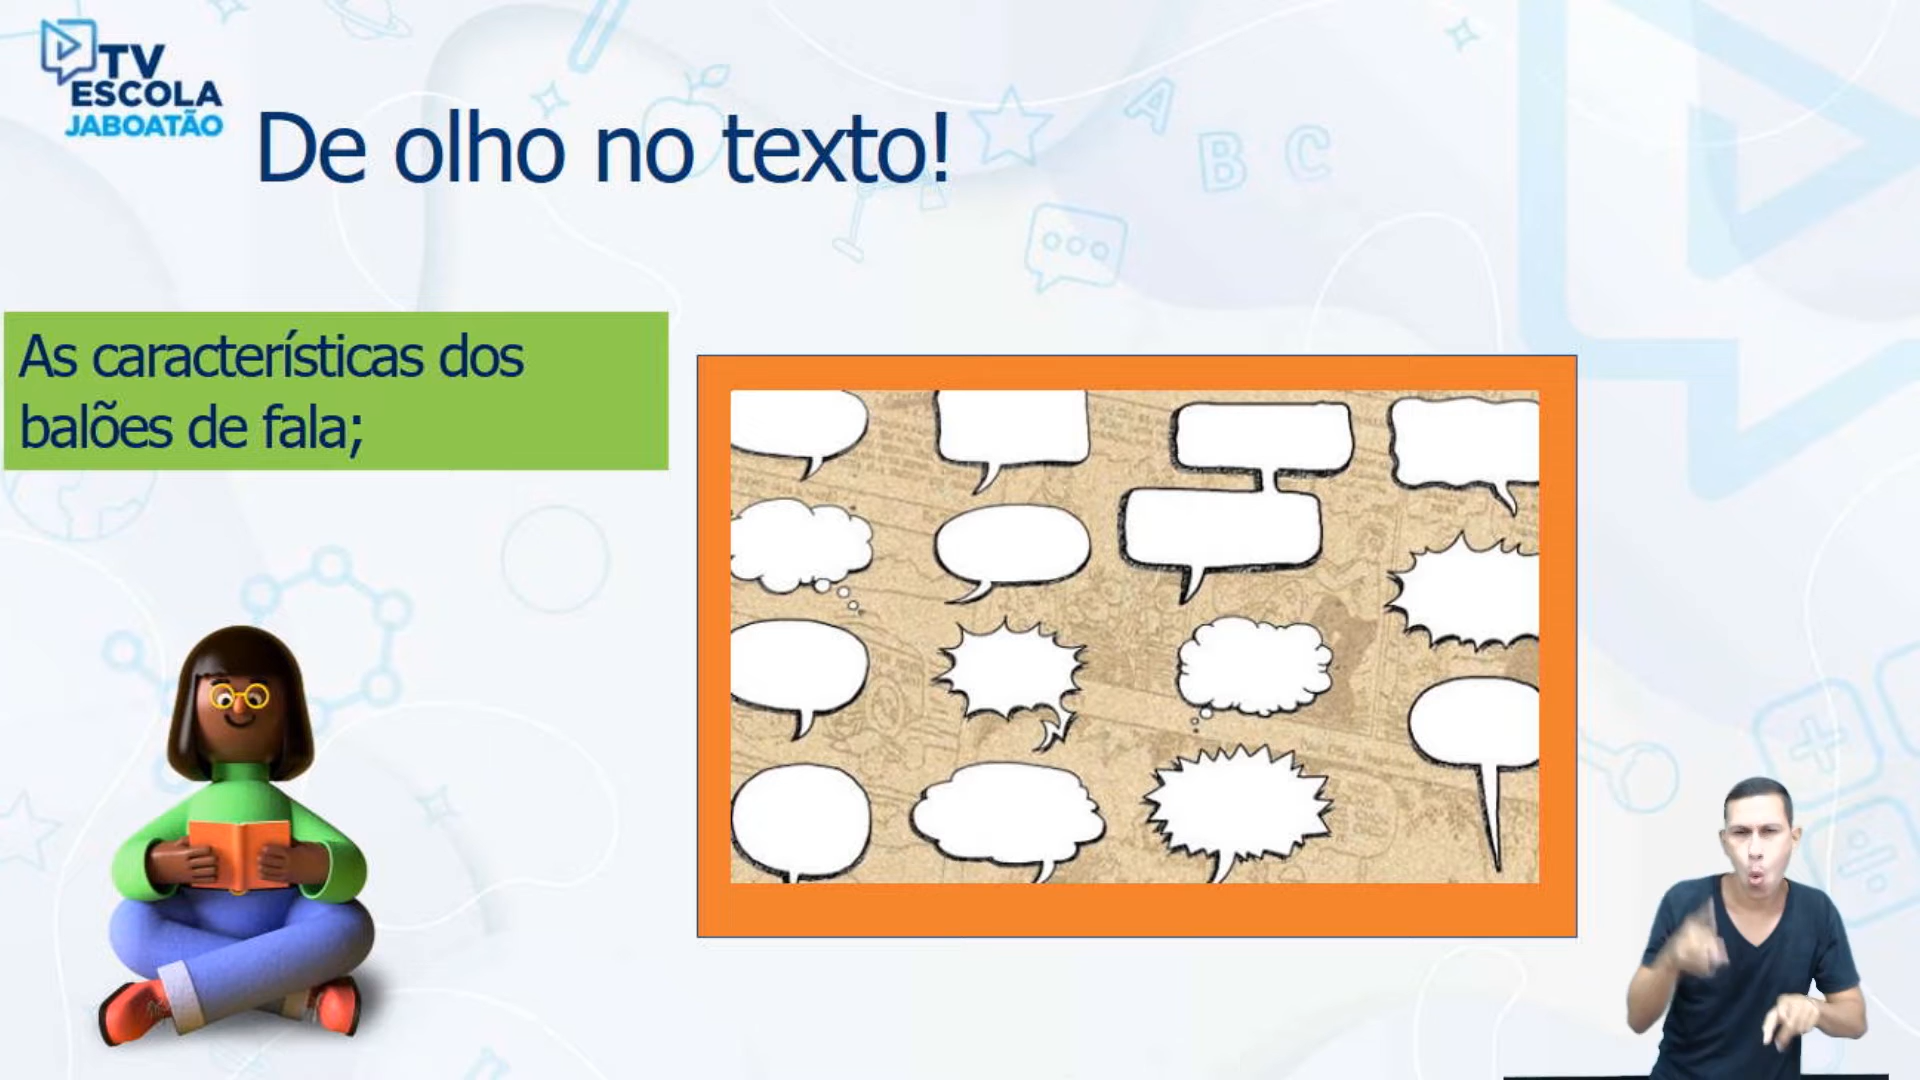 TV
ESCOLA
JABOATÃO
De olho no texto!
A
B C
As características dos
balões de fala;